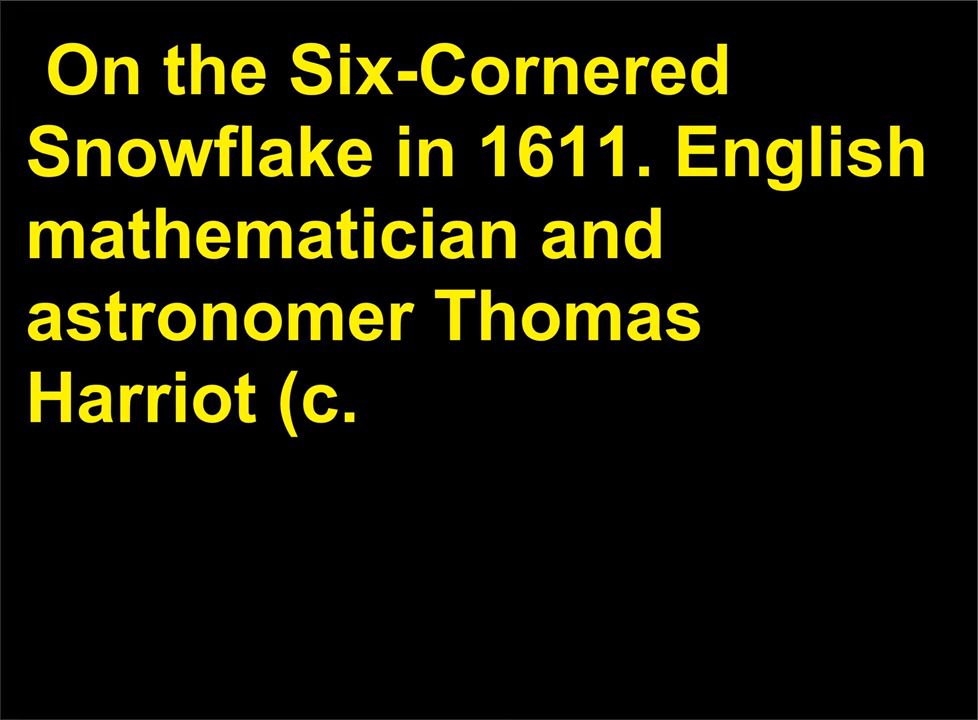 On the Six-Cornered
Snowflake in 1611. English
mathematician and
astronomer Thomas
Harriot (c.